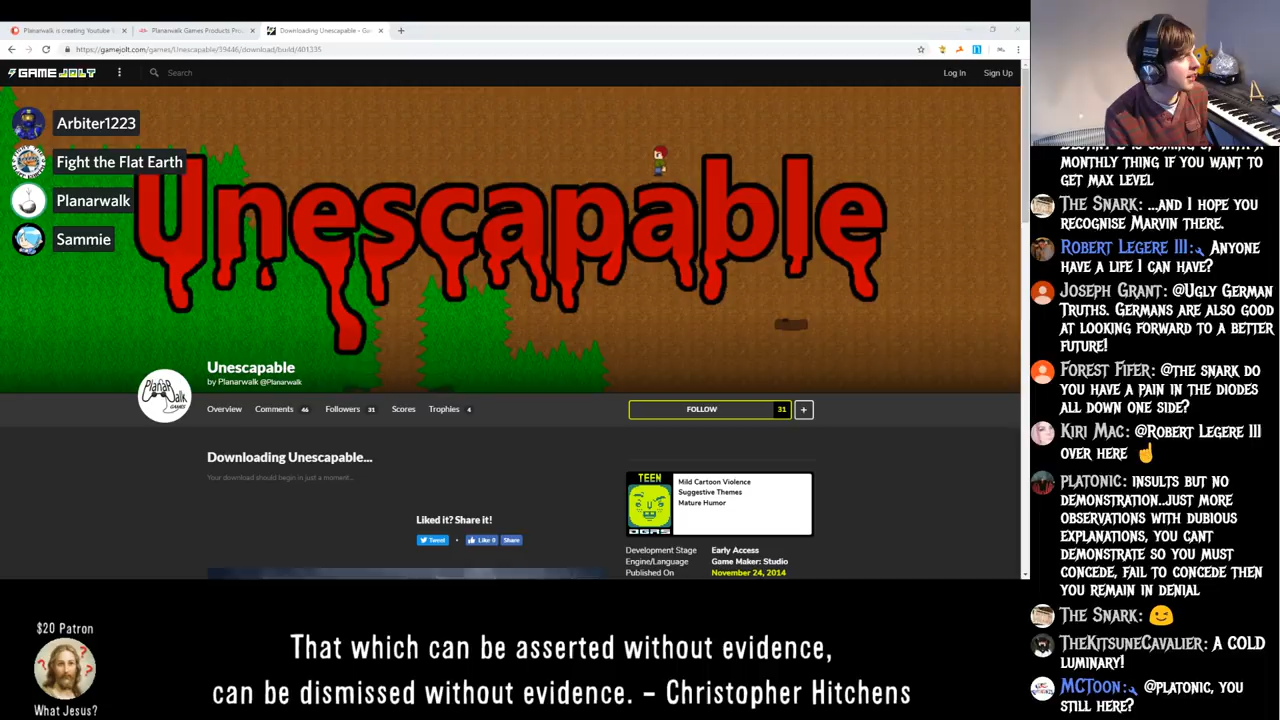 Planarwalk is creating Youtube
Planarwalk Games Products Pro
Downloading Unescapable - Gam
https://gamejolt.com/games/Unescapable/39446/download/build/401335
GAMEJOLT
Search
Log In
Sign Up
Arbiter1223
Fight the Flat Earth
Planarwalk
Sammie
Unescapable
PlanarWalk GAMES
Unescapable
by Planarwalk @Planarwalk
Overview
Comments 46
Followers 31
Scores
Trophies 4
FOLLOW 31
Downloading Unescapable...
Your download should begin in just a moment...
Liked it? Share it!
Tweet
Like 0
Share
TEEN
DGAS
Mild Cartoon Violence
Suggestive Themes
Mature Humor
Development Stage Early Access
Engine/Language Game Maker: Studio
Published On November 24, 2014
MONTHLY THING IF YOU WANT TO
GET MAX LEVEL
THE SNARK: ...AND I HOPE YOU
RECOGNISE MARVIN THERE.
ROBERT LEGERE III: ANYONE
HAVE A LIFE I CAN HAVE?
JOSEPH GRANT: @UGLY GERMAN
TRUTHS. GERMANS ARE ALSO GOOD
AT LOOKING FORWARD TO A BETTER
FUTURE!
FOREST FIFER: @THE SNARK DO
YOU HAVE A PAIN IN THE DIODES
ALL DOWN ONE SIDE?
KIRI MAC: @ROBERT LEGERE III
OVER HERE ☝
PLATONIC: INSULTS BUT NO
DEMONSTRATION..JUST MORE
OBSERVATIONS WITH DUBIOUS
EXPLANATIONS, YOU CANT
DEMONSTRATE SO YOU MUST
CONCEDE, FAIL TO CONCEDE THEN
YOU REMAIN IN DENIAL
THE SNARK: 😉
THEKITSUNECAVALIER: A COLD
LUMINARY!
MCTOON: @PLATONIC, YOU
STILL HERE?
$20 Patron
What Jesus?
That which can be asserted without evidence,
can be dismissed without evidence. – Christopher Hitchens